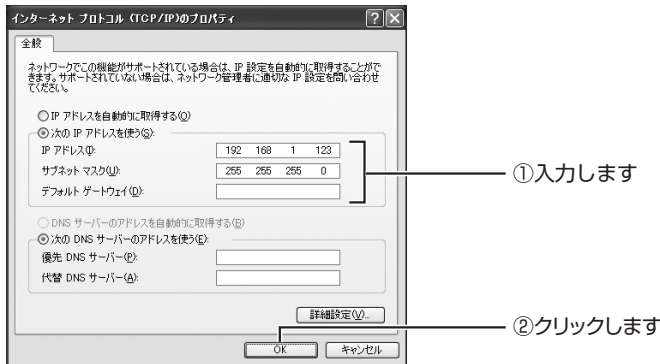 インターネット プロトコル (TCP/IP)のプロパティ
全般
ネットワークでこの機能がサポートされている場合は、IP 設定を自動的に取得することがで
きます。サポートされていない場合は、ネットワーク管理者に適切な IP 設定を問い合わせ
てください。
IP アドレスを自動的に取得する(O)
次の IP アドレスを使う(S):
IP アドレス(I): 192 168 1 123
サブネット マスク(U): 255 255 255 0
デフォルト ゲートウェイ(D):
①入力します
DNS サーバーのアドレスを自動的に取得する(B)
次の DNS サーバーのアドレスを使う(E):
優先 DNS サーバー(P):
代替 DNS サーバー(A):
詳細設定(V)...
②クリックします
OK キャンセル